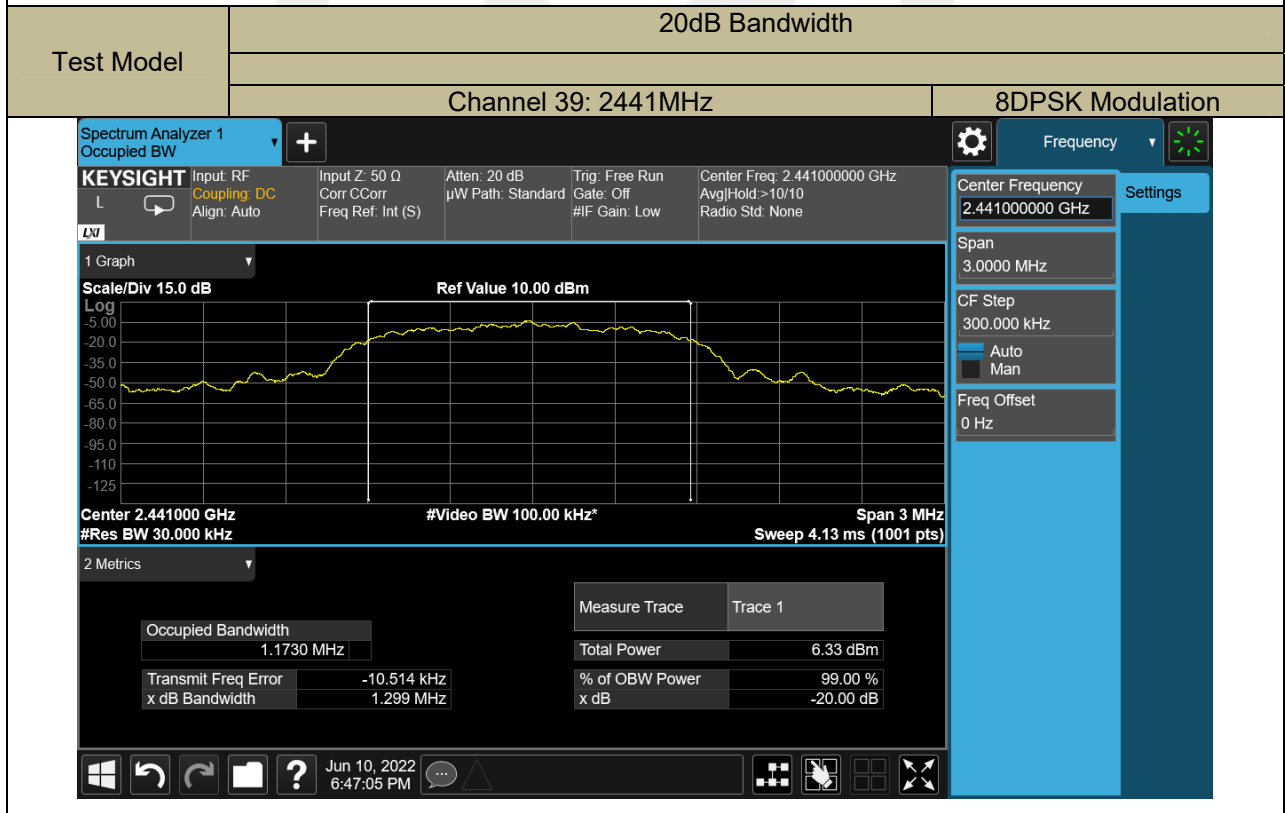 Test Model
20dB Bandwidth
Channel 39: 2441MHz
8DPSK Modulation
Spectrum Analyzer 1
Occupied BW
Frequency
KEYSIGHT
L
LXI
Input: RF
Coupling: DC
Align: Auto
Input Z: 50 Ω
Corr CCorr
Freq Ref: Int (S)
Atten: 20 dB
µW Path: Standard
Trig: Free Run
Gate: Off
#IF Gain: Low
Center Freq: 2.441000000 GHz
Avg|Hold:>10/10
Radio Std: None
Center Frequency
2.441000000 GHz
Settings
Span
3.0000 MHz
CF Step
300.000 kHz
Auto
Man
Freq Offset
0 Hz
1 Graph
Scale/Div 15.0 dB
Ref Value 10.00 dBm
Log
-5.00
-20.0
-35.0
-50.0
-65.0
-80.0
-95.0
-110
-125
Center 2.441000 GHz
#Video BW 100.00 kHz*
Span 3 MHz
#Res BW 30.000 kHz
Sweep 4.13 ms (1001 pts)
2 Metrics
Measure Trace
Trace 1
Occupied Bandwidth
1.1730 MHz
Total Power
6.33 dBm
Transmit Freq Error
-10.514 kHz
% of OBW Power
99.00 %
x dB Bandwidth
1.299 MHz
x dB
-20.00 dB
?
Jun 10, 2022
6:47:05 PM